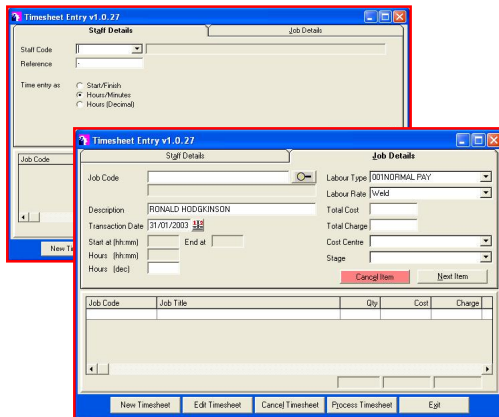 Timesheet Entry v1.0.27
Staff Details
Job Details
Staff Code
Reference
-
Time entry as
Start/Finish
Hours/Minutes
Hours (Decimal)
Job Code
New Ti
Timesheet Entry v1.0.27
Staff Details
Job Details
Job Code
Description RONALD HODGKINSON
Transaction Date 31/01/2003
Start at (hh:mm) End at
Hours (hh:mm)
Hours (dec)
Labour Type 001NORMAL PAY
Labour Rate Weld
Total Cost
Total Charge
Cost Centre
Stage
Cancel Item Next Item
Job Code Job Title Qty Cost Charge
New Timesheet Edit Timesheet Cancel Timesheet Process Timesheet Exit